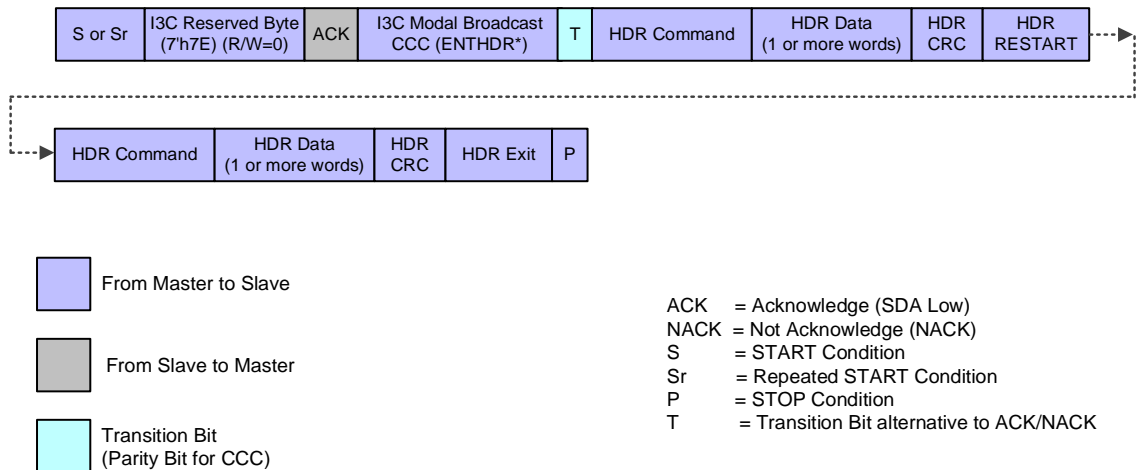 S or Sr
I3C Reserved Byte
(7'h7E) (R/W=0)
ACK
I3C Modal Broadcast
CCC (ENTHDR*)
T
HDR Command
HDR Data
(1 or more words)
HDR
CRC
HDR
RESTART
HDR Command
HDR Data
(1 or more words)
HDR
CRC
HDR Exit
P
From Master to Slave
From Slave to Master
Transition Bit
(Parity Bit for CCC)
ACK = Acknowledge (SDA Low)
NACK = Not Acknowledge (NACK)
S = START Condition
Sr = Repeated START Condition
P = STOP Condition
T = Transition Bit alternative to ACK/NACK